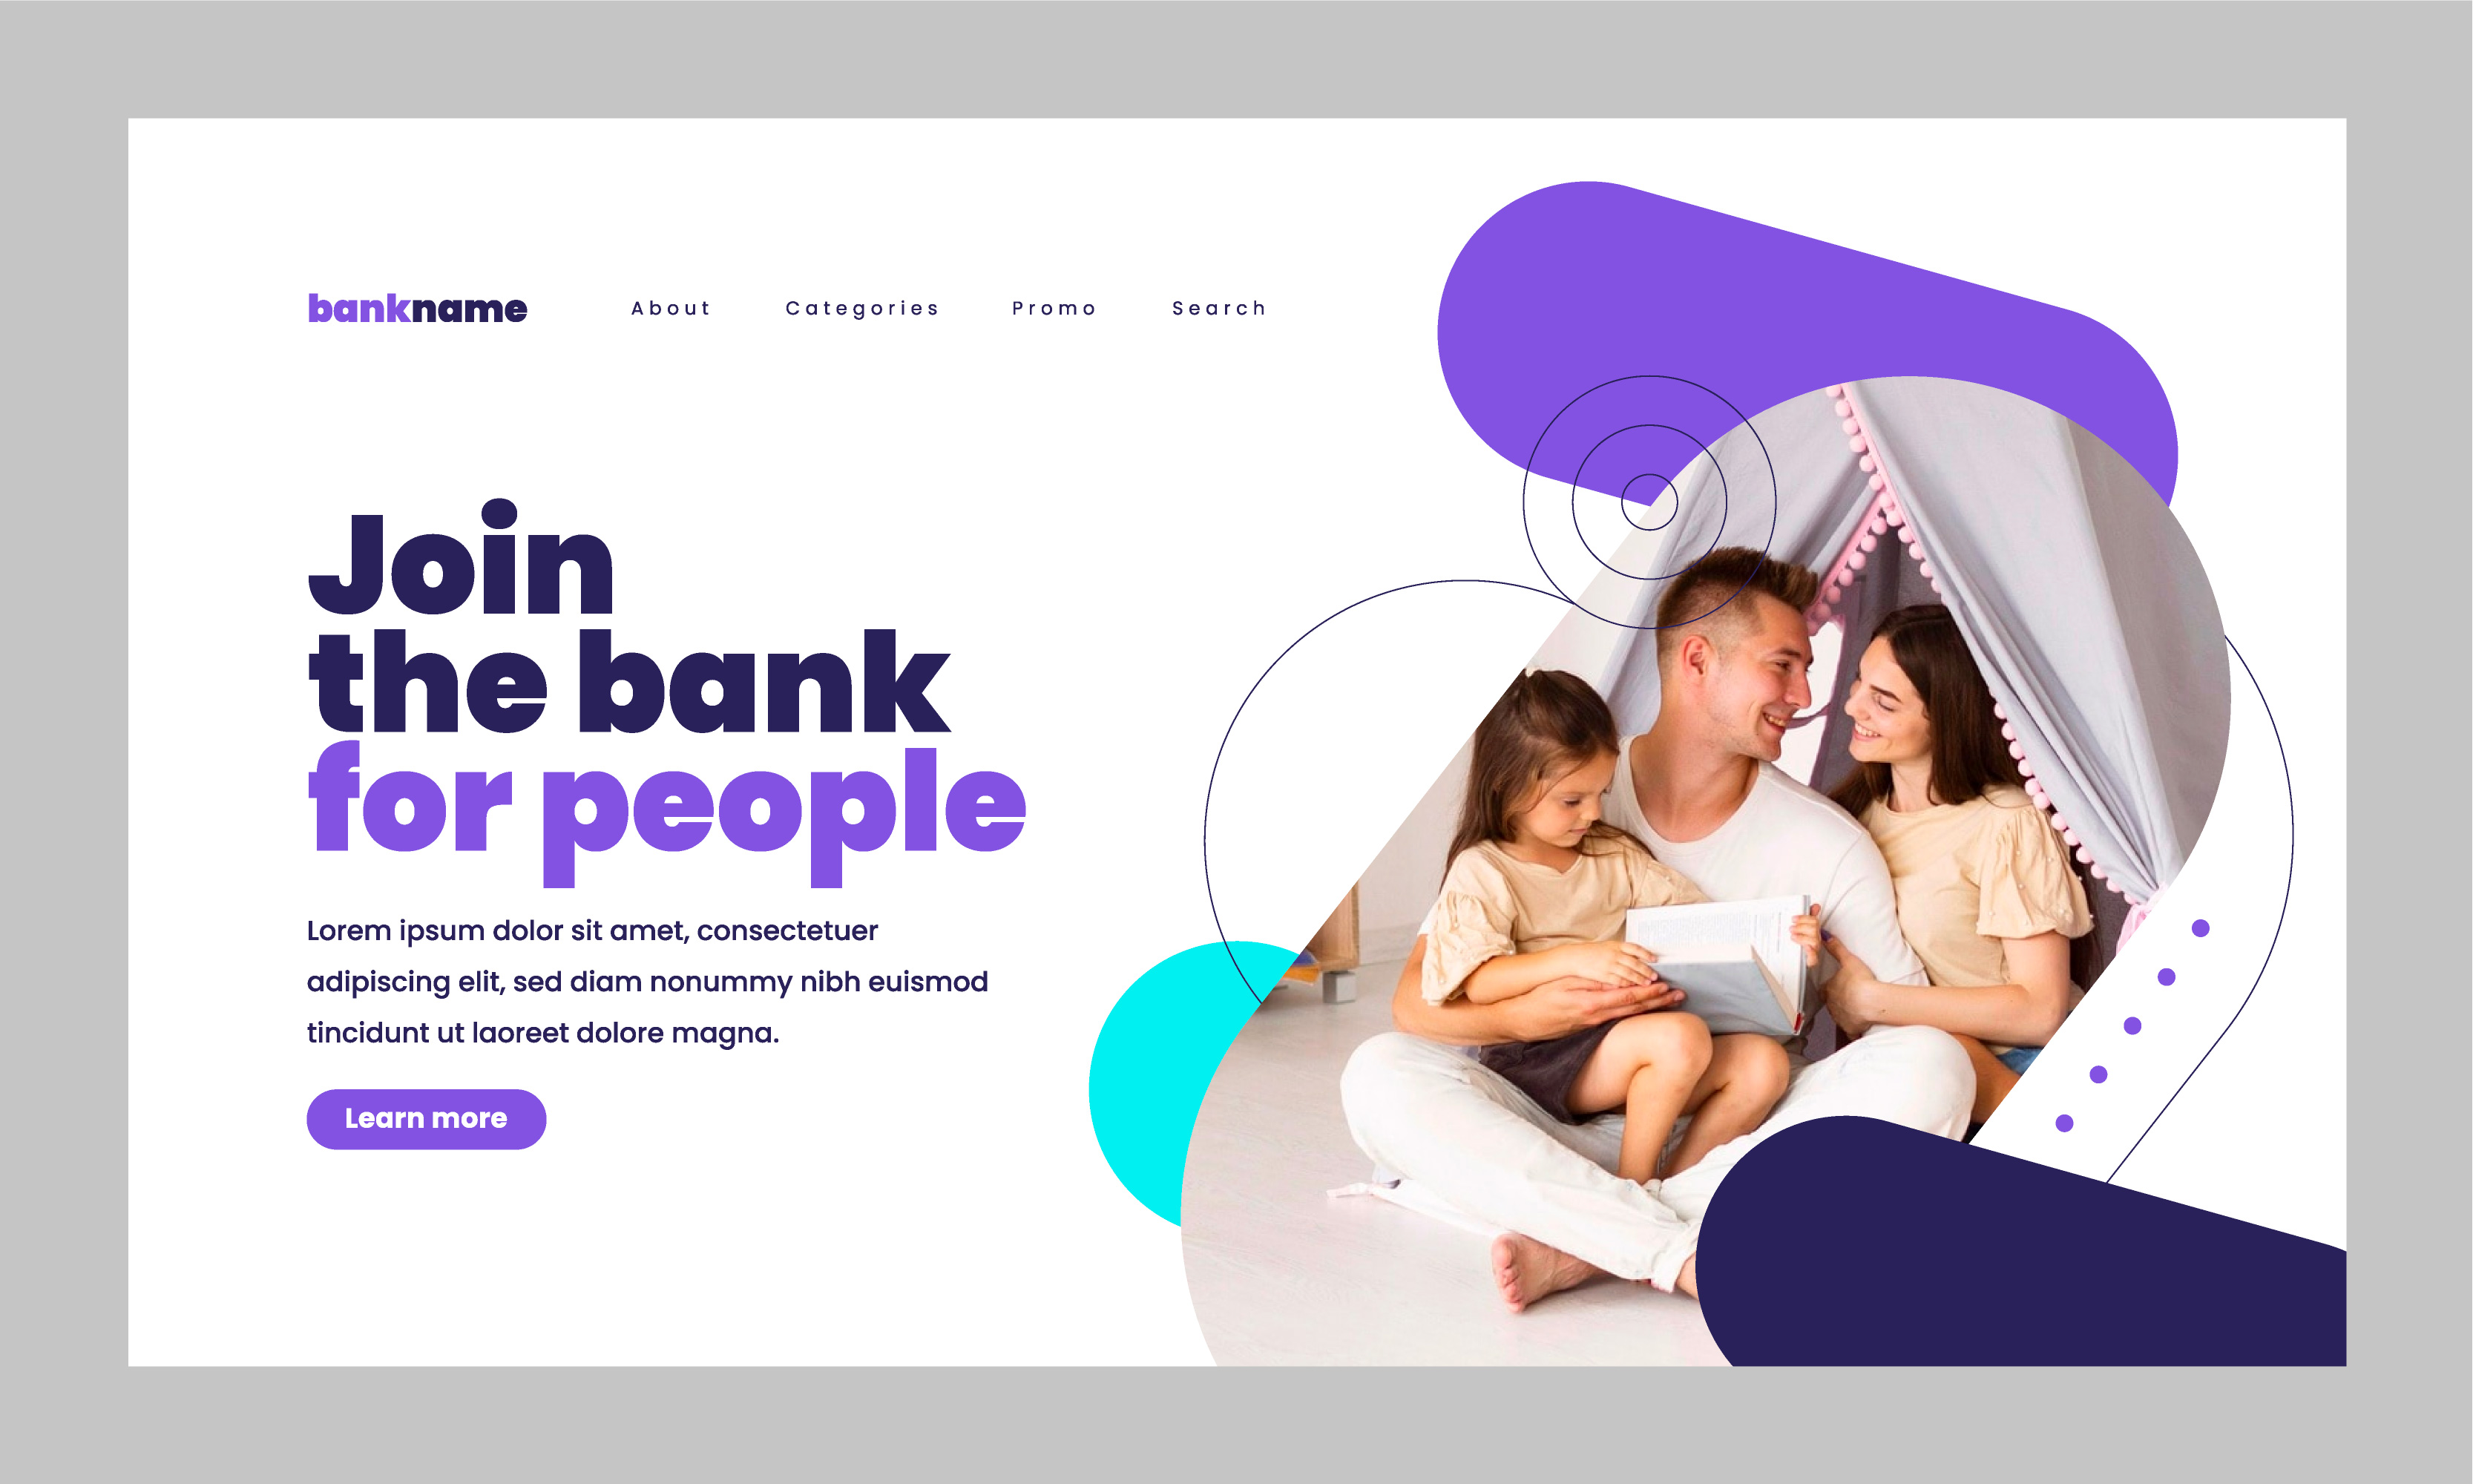 bankname
About Categories Promo Search
Join
the bank
for people
Lorem ipsum dolor sit amet, consectetuer
adipiscing elit, sed diam nonummy nibh euismod
tincidunt ut laoreet dolore magna.
Learn more